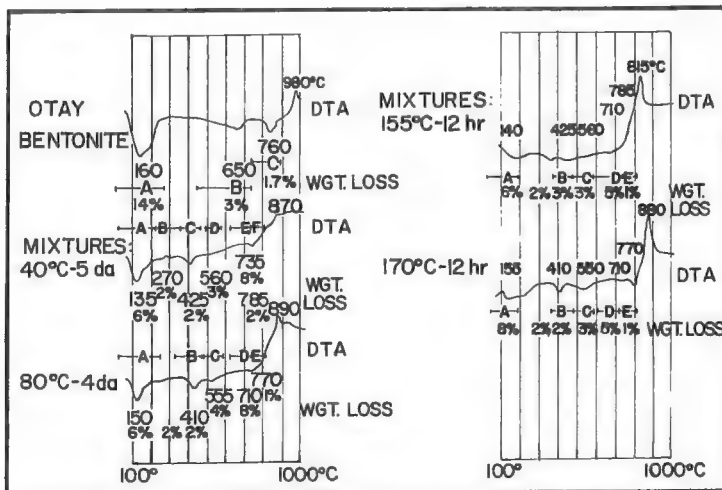 980°C
OTAY DTA
BENTONITE
160 650 760
A B C
14% 3% 1.7% WGT. LOSS
870
A B C D E F DTA
MIXTURES:
40°C-5 da
270 560 735
2% 3% 8%
135 425 785 WGT. LOSS
6% 2% 2% 890
A B C D E DTA
80°C-4 da
555 710 770
4% 8% 1%
150 410 WGT. LOSS
6% 2% 2%
100° 1000°C
815°C
MIXTURES: 785 DTA
155°C-12 hr 710
140 425 560
A B C D E
6% 2% 3% 3% 5% 1% WGT. LOSS
880
770
170°C-12 hr 155 410 550 710 DTA
A B C D E
8% 2% 2% 3% 5% 1% WGT. LOSS
100° 1000°C